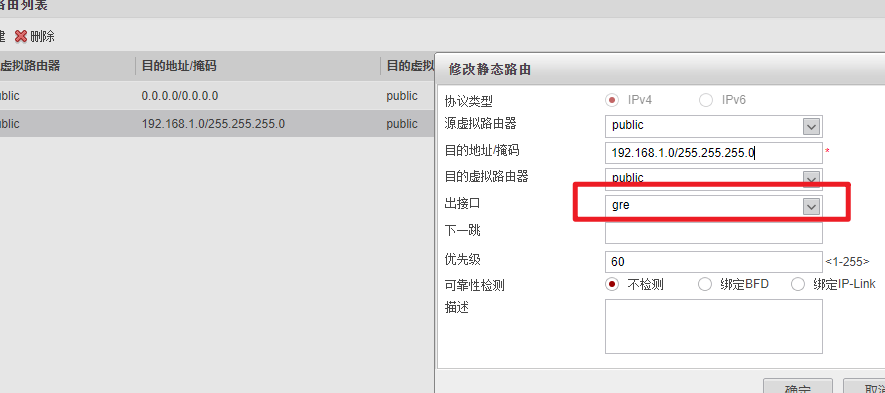 路由列表
建 删除
虚拟路由器 目的地址/掩码 目的虚拟
public 0.0.0.0/0.0.0.0 public
public 192.168.1.0/255.255.255.0 public
修改静态路由
协议类型 IPv4 IPv6
源虚拟路由器 public
目的地址/掩码 192.168.1.0/255.255.255.0 *
目的虚拟路由器 public
出接口 gre
下一跳
优先级 60 <1-255>
可靠性检测 不检测 绑定BFD 绑定IP-Link
描述
确定 取消